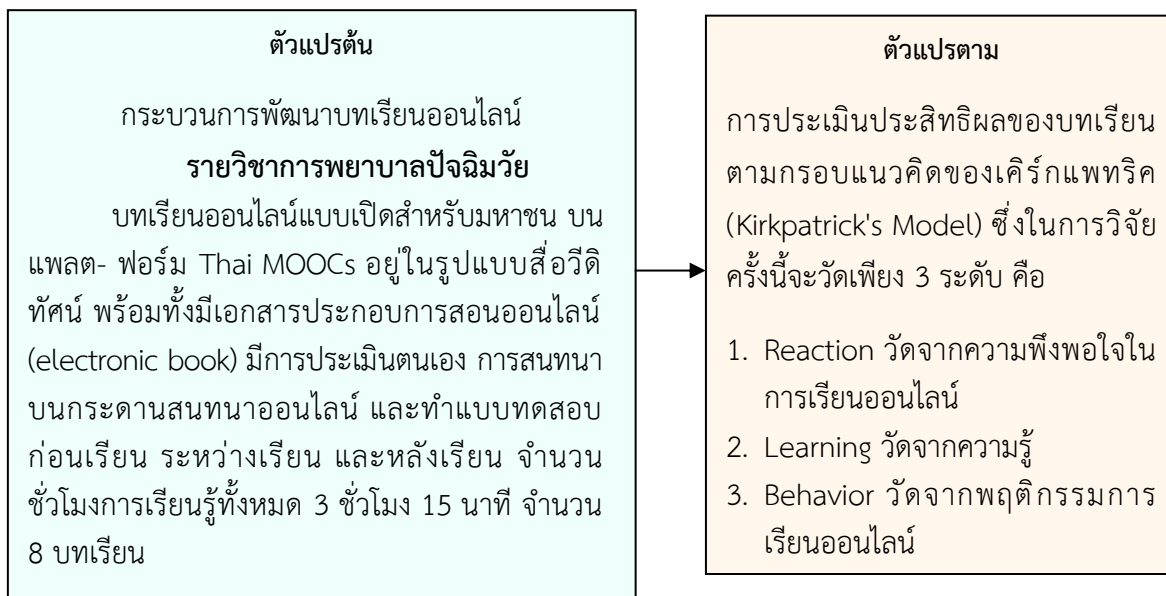 ตัวแปรต้น
กระบวนการพัฒนาบทเรียนออนไลน์
รายวิชาการพยาบาลปัจฉิมวัย
บทเรียนออนไลน์แบบเปิดสำหรับมหาชน บน
แพลต- ฟอร์ม Thai MOOCs อยู่ในรูปแบบสื่อวีดิ
ทัศน์ พร้อมทั้งมีเอกสารประกอบการสอนออนไลน์
(electronic book) มีการประเมินตนเอง การสนทนา
บนกระดานสนทนาออนไลน์ และทำแบบทดสอบ
ก่อนเรียน ระหว่างเรียน และหลังเรียน จำนวน
ชั่วโมงการเรียนรู้ทั้งหมด 3 ชั่วโมง 15 นาที จำนวน
8 บทเรียน
ตัวแปรตาม
การประเมินประสิทธิผลของบทเรียน
ตามกรอบแนวคิดของเคิร์กแพทริค
(Kirkpatrick's Model) ซึ่งในการวิจัย
ครั้งนี้จะวัดเพียง 3 ระดับ คือ
1. Reaction วัดจากความพึงพอใจใน
การเรียนออนไลน์
2. Learning วัดจากความรู้
3. Behavior วัดจากพฤติกรรมการ
เรียนออนไลน์